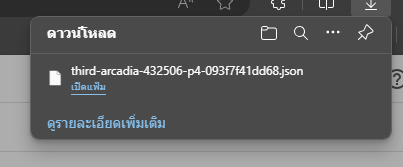 ดาวน์โหลด
third-arcadia-432506-p4-093f7f41dd68.json
เปิดแฟ้ม
ดูรายละเอียดเพิ่มเติม